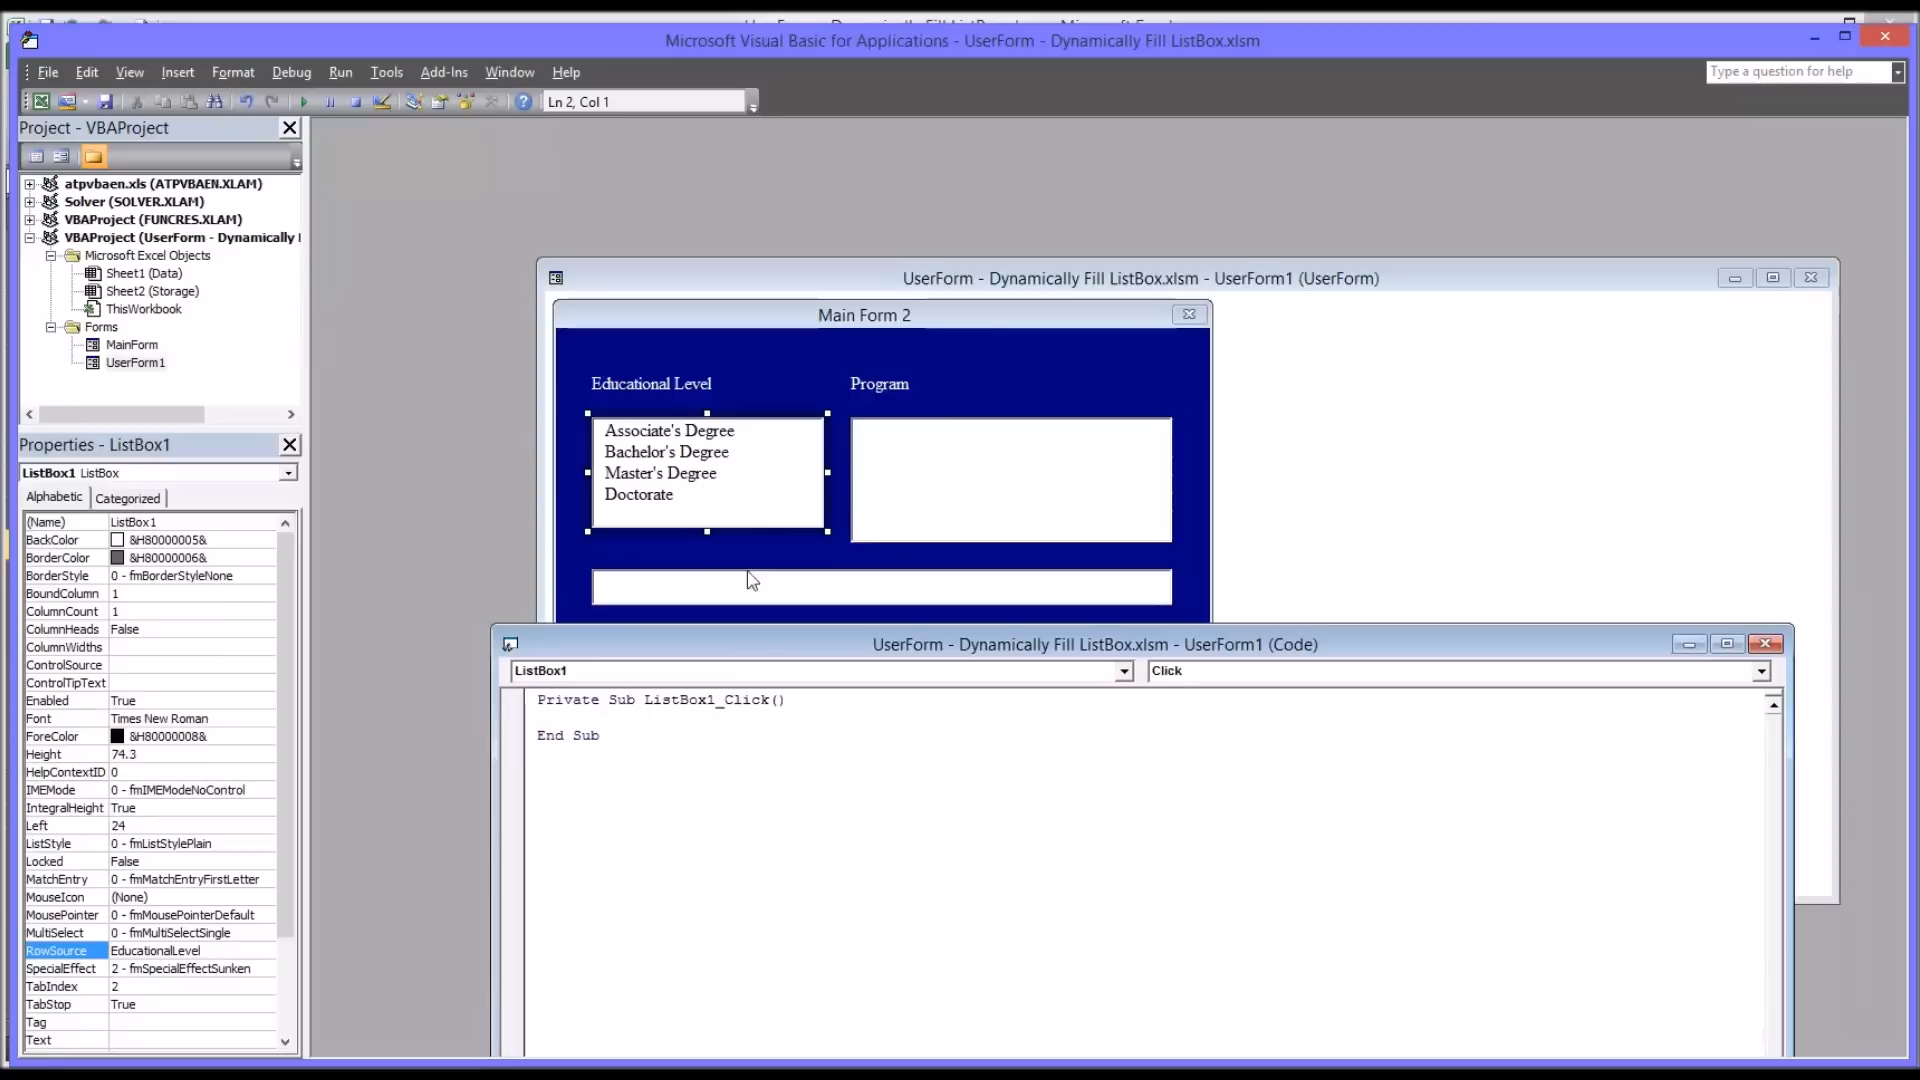 Microsoft Visual Basic for Applications - UserForm - Dynamically Fill ListBox.xlsm
File Edit View Insert Format Debug Run Tools Add-Ins Window Help
Type a question for help
Ln 2, Col 1
Project - VBAProject
atpvbaen.xls (ATPVBAEN.XLAM)
Solver (SOLVER.XLAM)
VBAProject (FUNCRES.XLAM)
VBAProject (UserForm - Dynamically
Microsoft Excel Objects
Sheet1 (Data)
Sheet2 (Storage)
ThisWorkbook
Forms
MainForm
UserForm1
Properties - ListBox1
ListBox1 ListBox
Alphabetic Categorized
(Name) ListBox1
BackColor &H80000005&
BorderColor &H80000006&
BorderStyle 0 - fmBorderStyleNone
BoundColumn 1
ColumnCount 1
ColumnHeads False
ColumnWidths
ControlSource
ControlTipText
Enabled True
Font Times New Roman
ForeColor &H80000008&
Height 74.3
HelpContextID 0
IMEMode 0 - fmIMEModeNoControl
IntegralHeight True
Left 24
ListStyle 0 - fmListStylePlain
Locked False
MatchEntry 0 - fmMatchEntryFirstLetter
MouseIcon (None)
MousePointer 0 - fmMousePointerDefault
MultiSelect 0 - fmMultiSelectSingle
RowSource EducationalLevel
SpecialEffect 2 - fmSpecialEffectSunken
TabIndex 2
TabStop True
Tag
Text
UserForm - Dynamically Fill ListBox.xlsm - UserForm1 (UserForm)
Main Form 2
Educational Level Program
Associate's Degree
Bachelor's Degree
Master's Degree
Doctorate
UserForm - Dynamically Fill ListBox.xlsm - UserForm1 (Code)
ListBox1 Click
Private Sub ListBox1_Click()
End Sub